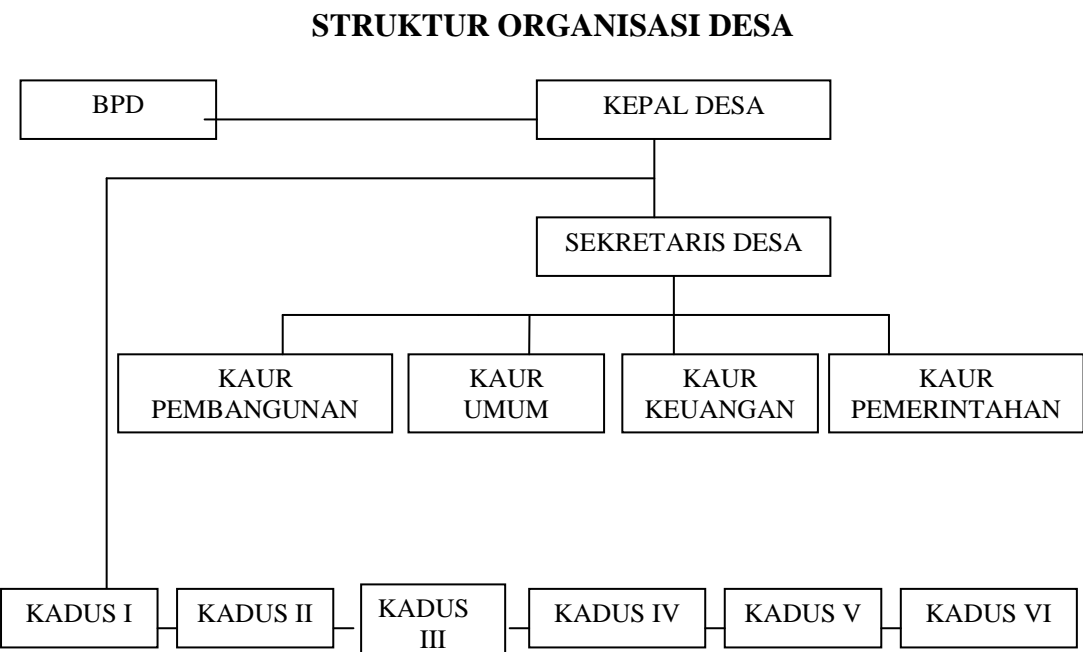 STRUKTUR ORGANISASI DESA
BPD
KEPAL DESA
SEKRETARIS DESA
KAUR
PEMBANGUNAN
KAUR
UMUM
KAUR
KEUANGAN
KAUR
PEMERINTAHAN
KADUS I
KADUS II
KADUS
III
KADUS IV
KADUS V
KADUS VI